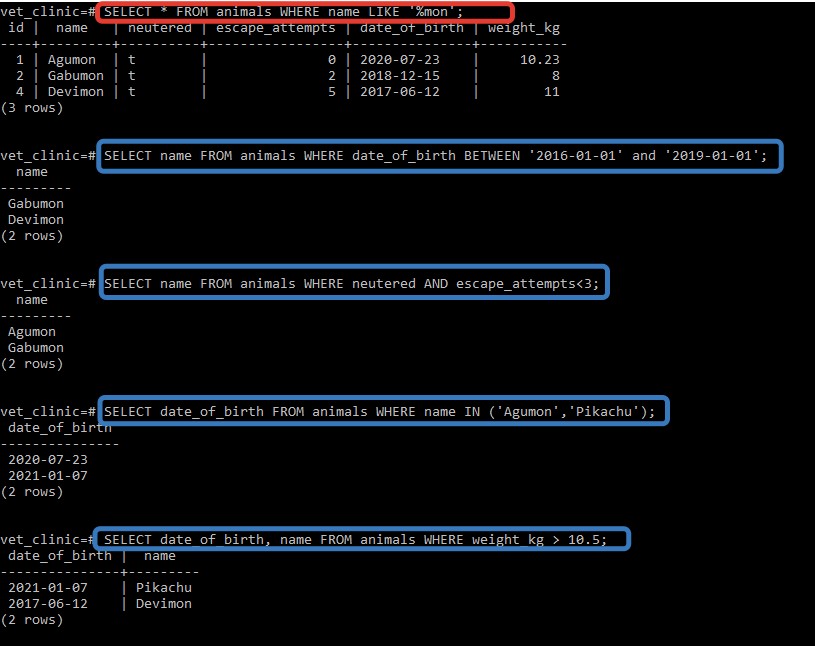 vet_clinic=# SELECT * FROM animals WHERE name LIKE '%mon';
 id |  name   | neutered | escape_attempts | date_of_birth | weight_kg
----+---------+----------+-----------------+---------------+-----------
  1 | Agumon  | t        |               0 | 2020-07-23    |     10.23
  2 | Gabumon | t        |               2 | 2018-12-15    |         8
  4 | Devimon | t        |               5 | 2017-06-12    |        11
(3 rows)
vet_clinic=# SELECT name FROM animals WHERE date_of_birth BETWEEN '2016-01-01' and '2019-01-01';
  name
---------
 Gabumon
 Devimon
(2 rows)
vet_clinic=# SELECT name FROM animals WHERE neutered AND escape_attempts<3;
  name
---------
 Agumon
 Gabumon
(2 rows)
vet_clinic=# SELECT date_of_birth FROM animals WHERE name IN ('Agumon','Pikachu');
 date_of_birth
---------------
 2020-07-23
 2021-01-07
(2 rows)
vet_clinic=# SELECT date_of_birth, name FROM animals WHERE weight_kg > 10.5;
 date_of_birth |  name
---------------+---------
 2021-01-07    | Pikachu
 2017-06-12    | Devimon
(2 rows)